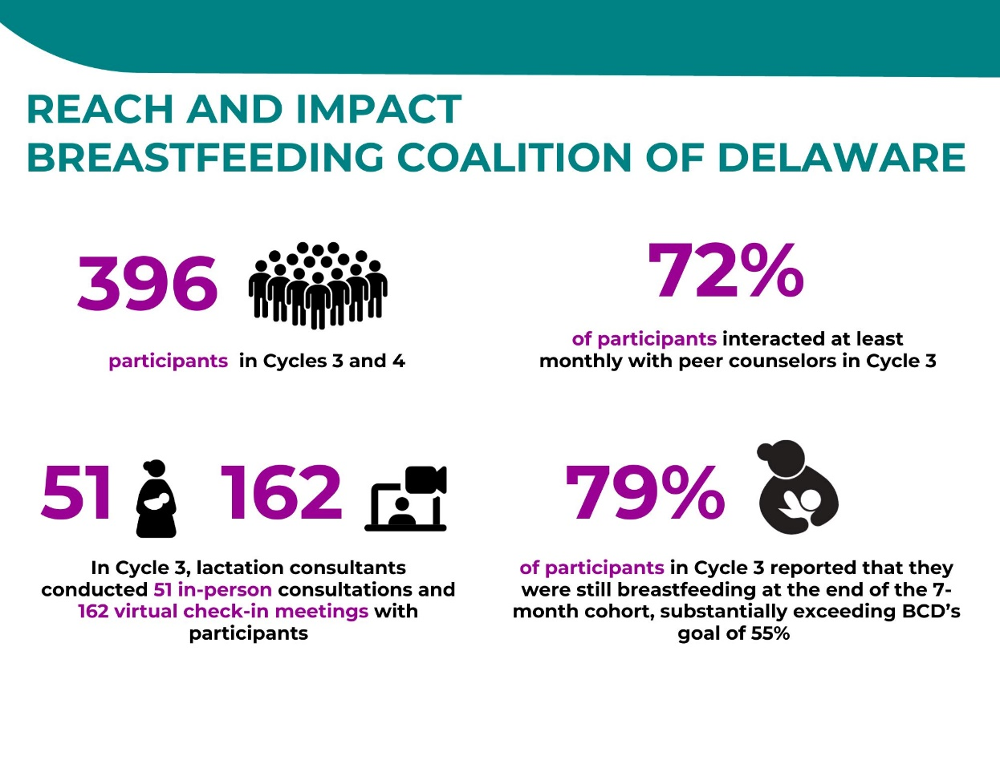 REACH AND IMPACT
BREASTFEEDING COALITION OF DELAWARE
396
participants in Cycles 3 and 4
72%
of participants interacted at least
monthly with peer counselors in Cycle 3
51 162
In Cycle 3, lactation consultants
conducted 51 in-person consultations and
162 virtual check-in meetings with
participants
79%
of participants in Cycle 3 reported that they
were still breastfeeding at the end of the 7-
month cohort, substantially exceeding BCD’s
goal of 55%